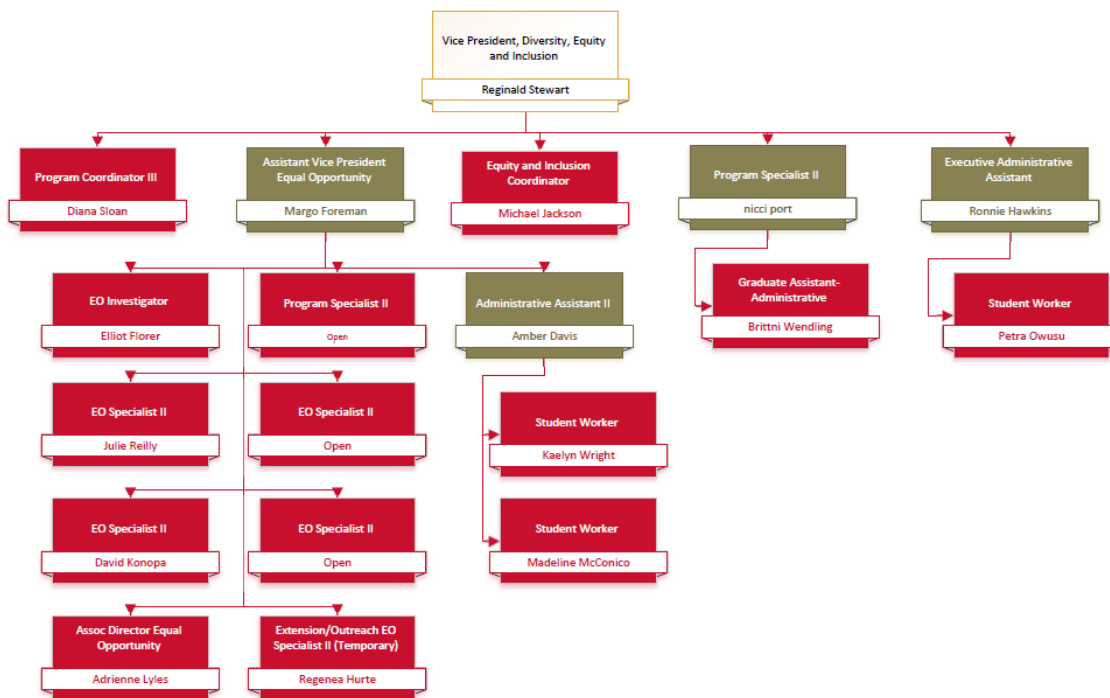 Vice President, Diversity, Equity
and Inclusion
Reginald Stewart
Program Coordinator III
Diana Sloan
Assistant Vice President
Equal Opportunity
Margo Foreman
Equity and Inclusion
Coordinator
Michael Jackson
Program Specialist II
nicci port
Executive Administrative
Assistant
Ronnie Hawkins
EO Investigator
Elliot Florer
Program Specialist II
Open
Administrative Assistant II
Amber Davis
Graduate Assistant-
Administrative
Brittni Wendling
Student Worker
Petra Owusu
EO Specialist II
Julie Reilly
EO Specialist II
Open
Student Worker
Kaelyn Wright
EO Specialist II
David Konopa
EO Specialist II
Open
Student Worker
Madeline McConico
Assoc Director Equal
Opportunity
Adrienne Lyles
Extension/Outreach EO
Specialist II (Temporary)
Regenea Hurte